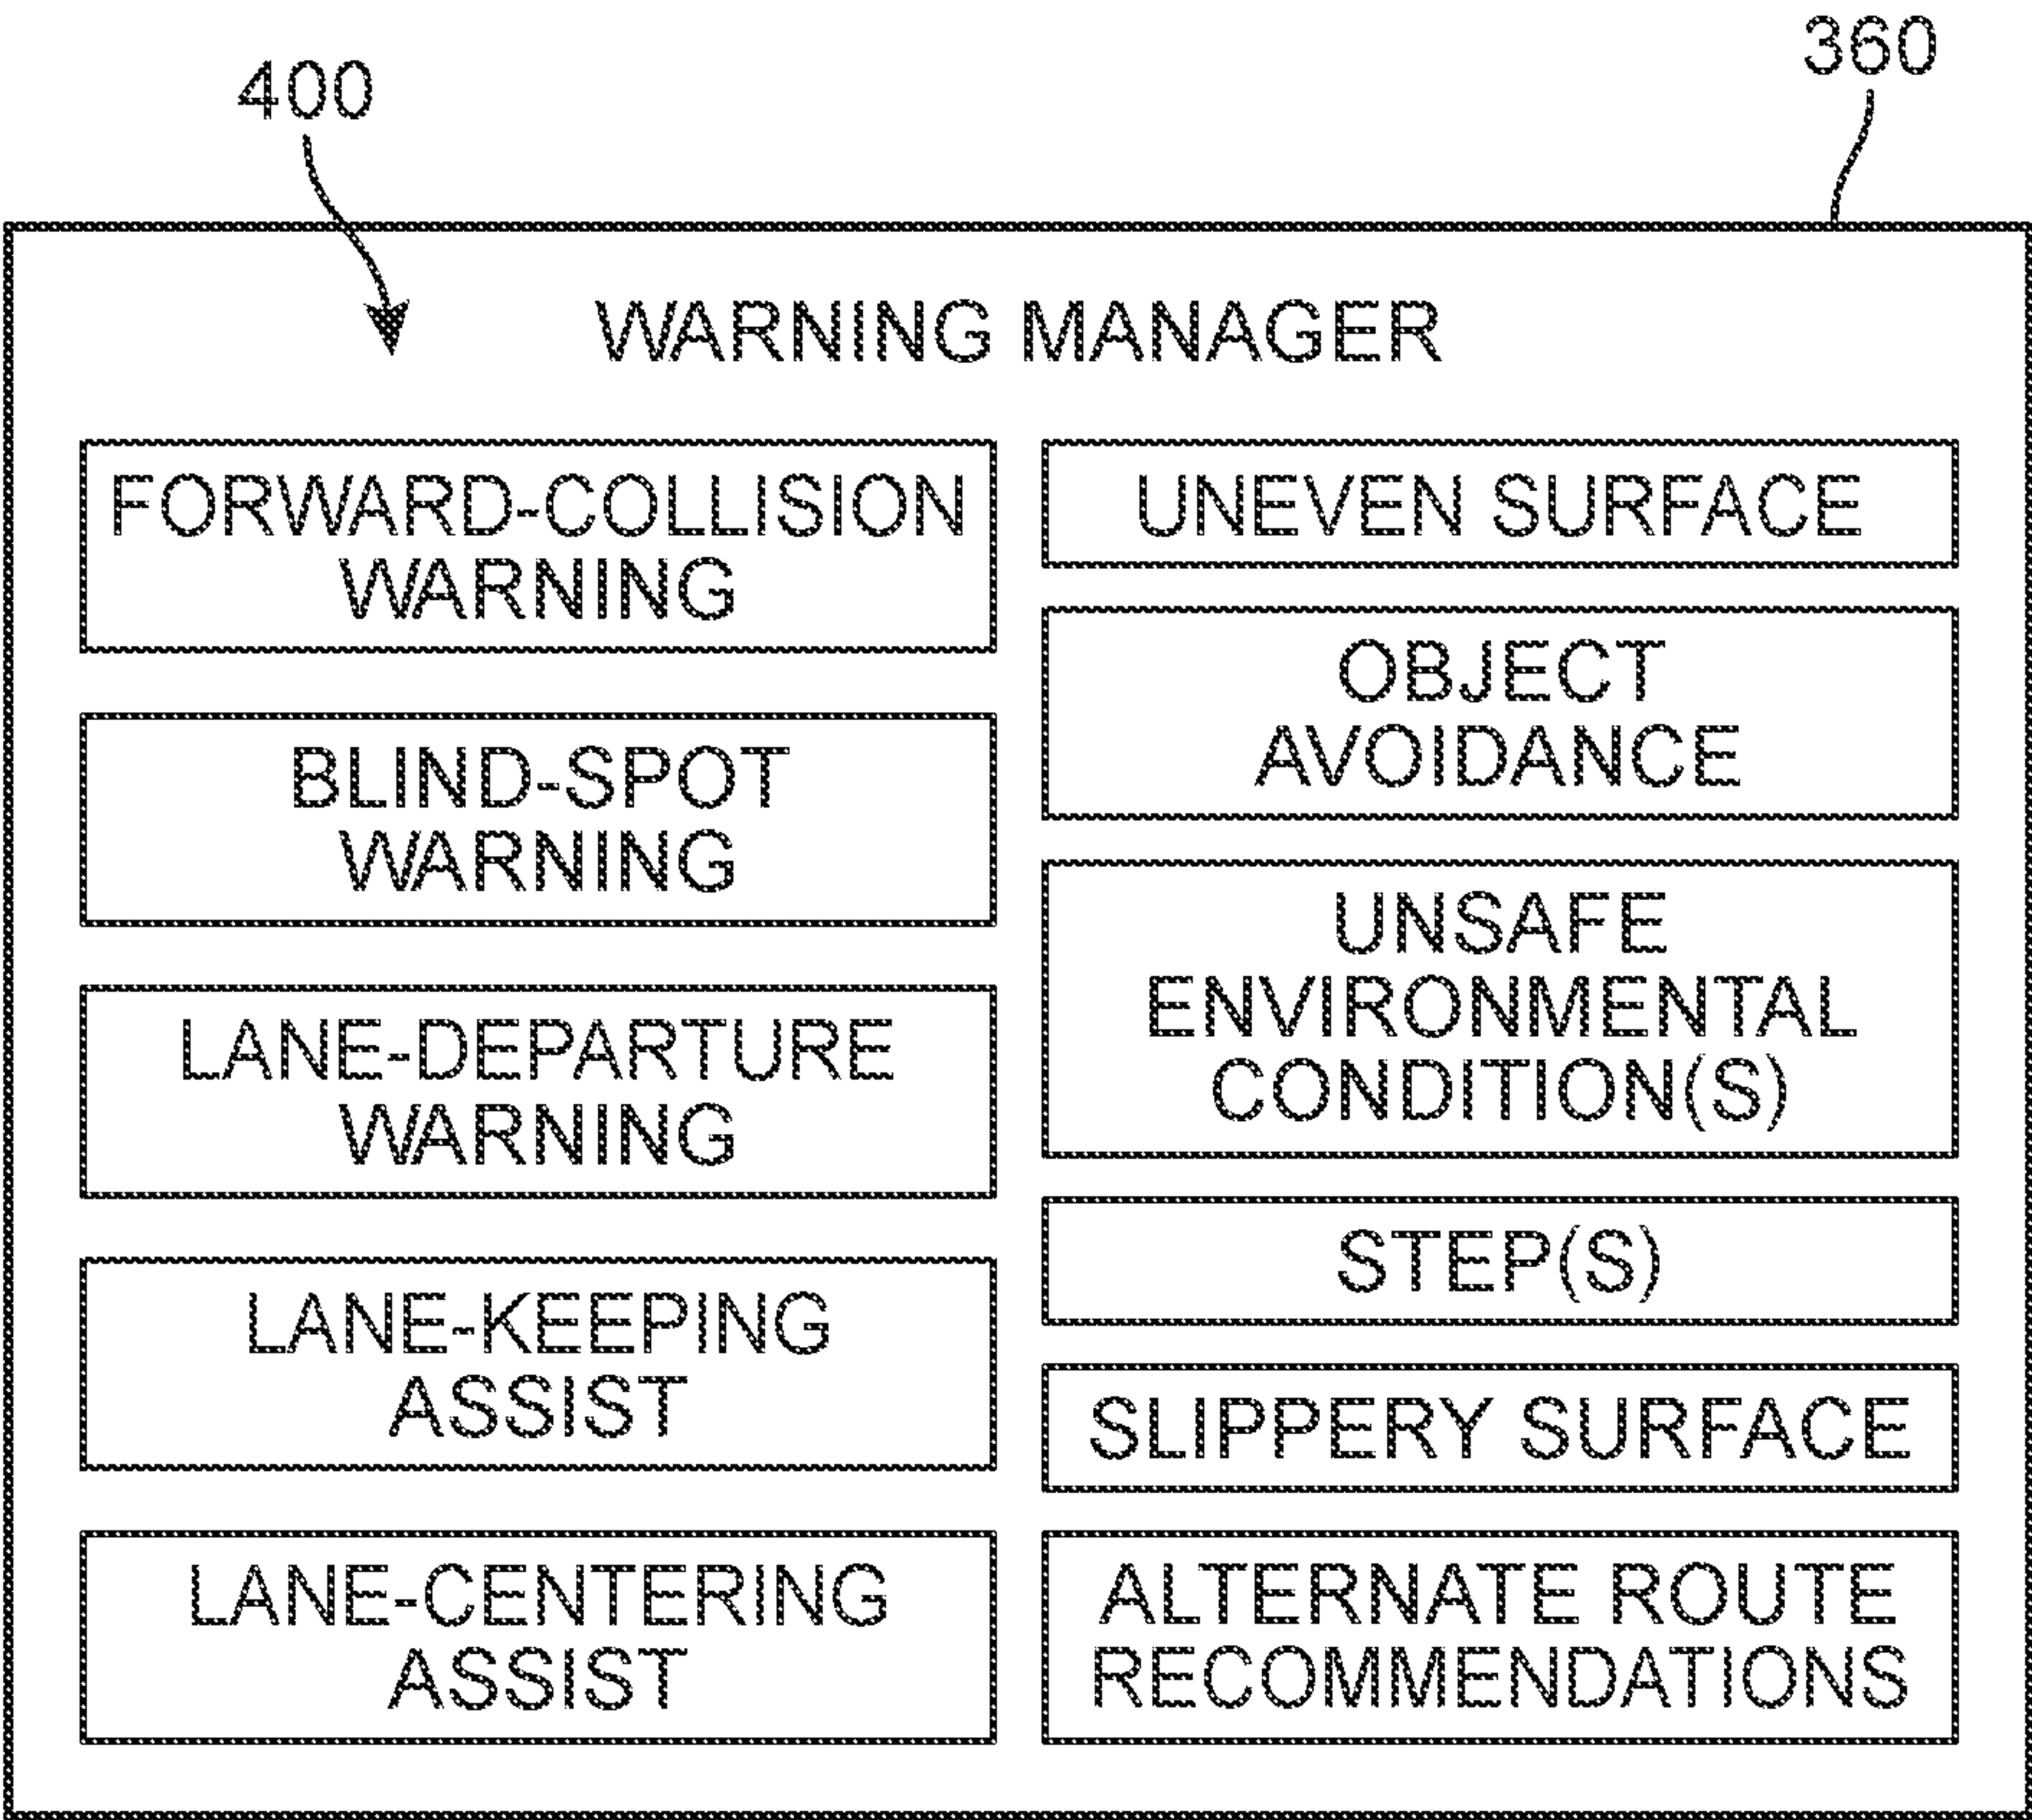 400
360
WARNING MANAGER
FORWARD-COLLISION
WARNING
BLIND-SPOT
WARNING
LANE-DEPARTURE
WARNING
LANE-KEEPING
ASSIST
LANE-CENTERING
ASSIST
UNEVEN SURFACE
OBJECT
AVOIDANCE
UNSAFE
ENVIRONMENTAL
CONDITION(S)
STEP(S)
SLIPPERY SURFACE
ALTERNATE ROUTE
RECOMMENDATIONS